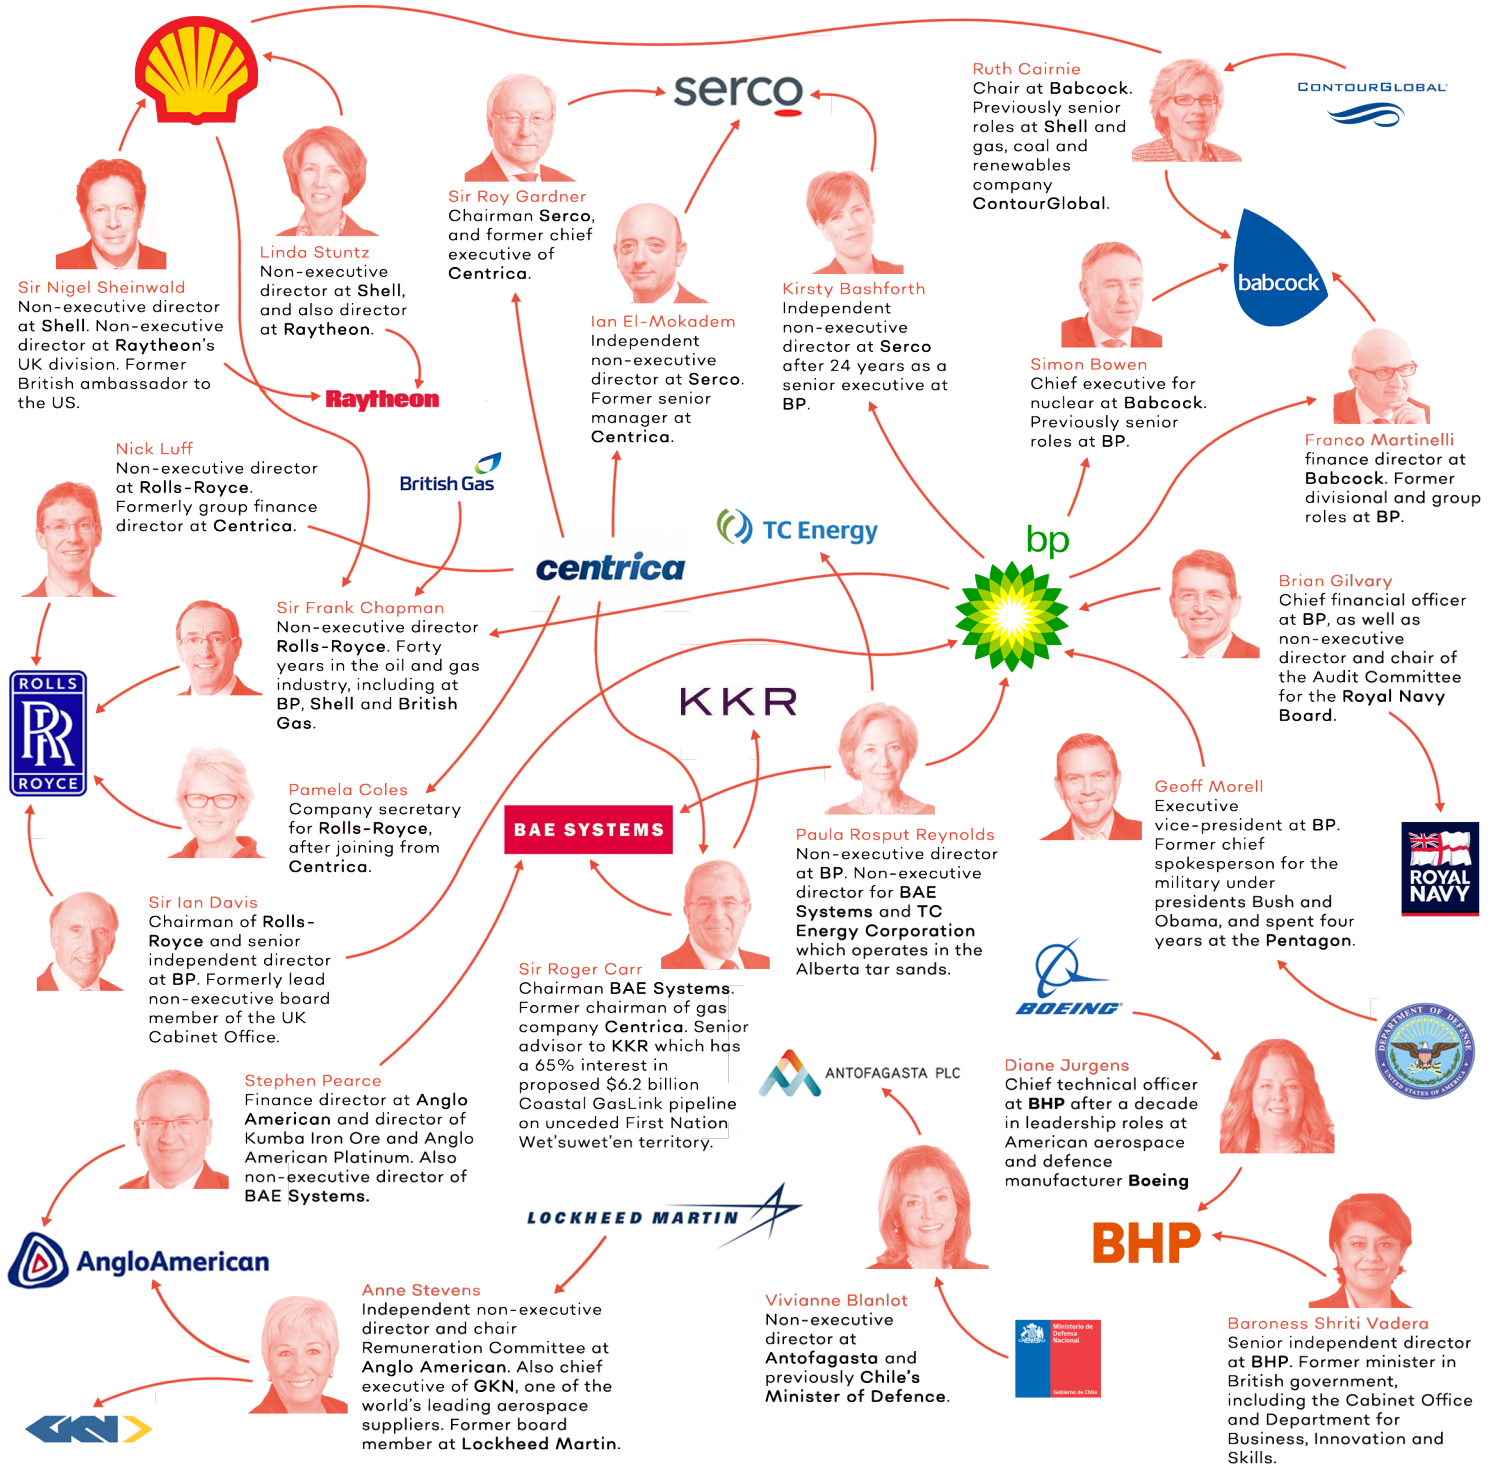 serco
Ruth Cairnie
Chair at Babcock.
Previously senior
roles at Shell and
gas, coal and
renewables
company
ContourGlobal.
CONTOURGLOBAL
Sir Nigel Sheinwald
Non-executive director
at Shell. Non-executive
director at Raytheon's
UK division. Former
British ambassador to
the US.
Linda Stuntz
Non-executive
director at Shell,
and also director
at Raytheon.
Raytheon
Sir Roy Gardner
Chairman Serco,
and former chief
executive of
Centrica.
Ian El-Mokadem
Independent
non-executive
director at Serco.
Former senior
manager at
Centrica.
Kirsty Bashforth
Independent
non-executive
director at Serco
after 24 years as a
senior executive at
BP.
babcock
Simon Bowen
Chief executive for
nuclear at Babcock.
Previously senior
roles at BP.
Franco Martinelli
finance director at
Babcock. Former
divisional and group
roles at BP.
Nick Luff
Non-executive director
at Rolls-Royce.
Formerly group finance
director at Centrica.
British Gas
centrica
TC Energy
bp
Sir Frank Chapman
Non-executive director
Rolls-Royce. Forty
years in the oil and gas
industry, including at
BP, Shell and British
Gas.
Brian Gilvary
Chief financial officer
at BP, as well as
non-executive
director and chair of
the Audit Committee
for the Royal Navy
Board.
ROLLS
RR
ROYCE
KKR
Pamela Coles
Company secretary
for Rolls-Royce,
after joining from
Centrica.
BAE SYSTEMS
Paula Rosput Reynolds
Non-executive director
at BP. Non-executive
director for BAE
Systems and TC
Energy Corporation
which operates in the
Alberta tar sands.
Geoff Morell
Executive
vice-president at BP.
Former chief
spokesperson for the
military under
presidents Bush and
Obama, and spent four
years at the Pentagon.
ROYAL
NAVY
Sir Ian Davis
Chairman of Rolls-
Royce and senior
independent director
at BP. Formerly lead
non-executive board
member of the UK
Cabinet Office.
Sir Roger Carr
Chairman BAE Systems.
Former chairman of gas
company Centrica. Senior
advisor to KKR which has
a 65% interest in
proposed $6.2 billion
Coastal GasLink pipeline
on unceded First Nation
Wet'suwet'en territory.
BOEING
DEPARTMENT OF DEFENSE
UNITED STATES OF AMERICA
Stephen Pearce
Finance director at Anglo
American and director of
Kumba Iron Ore and Anglo
American Platinum. Also
non-executive director of
BAE Systems.
ANTOFAGASTA PLC
Diane Jurgens
Chief technical officer
at BHP after a decade
in leadership roles at
American aerospace
and defence
manufacturer Boeing
AngloAmerican
LOCKHEED MARTIN
BHP
Anne Stevens
Independent non-executive
director and chair
Remuneration Committee at
Anglo American. Also chief
executive of GKN, one of the
world's leading aerospace
suppliers. Former board
member at Lockheed Martin.
GKN
Vivianne Blanlot
Non-executive
director at
Antofagasta and
previously Chile's
Minister of Defence.
Ministerio de
Defensa
Nacional
Gobierno de Chile
Baroness Shriti Vadera
Senior independent director
at BHP. Former minister in
British government,
including the Cabinet Office
and Department for
Business, Innovation and
Skills.